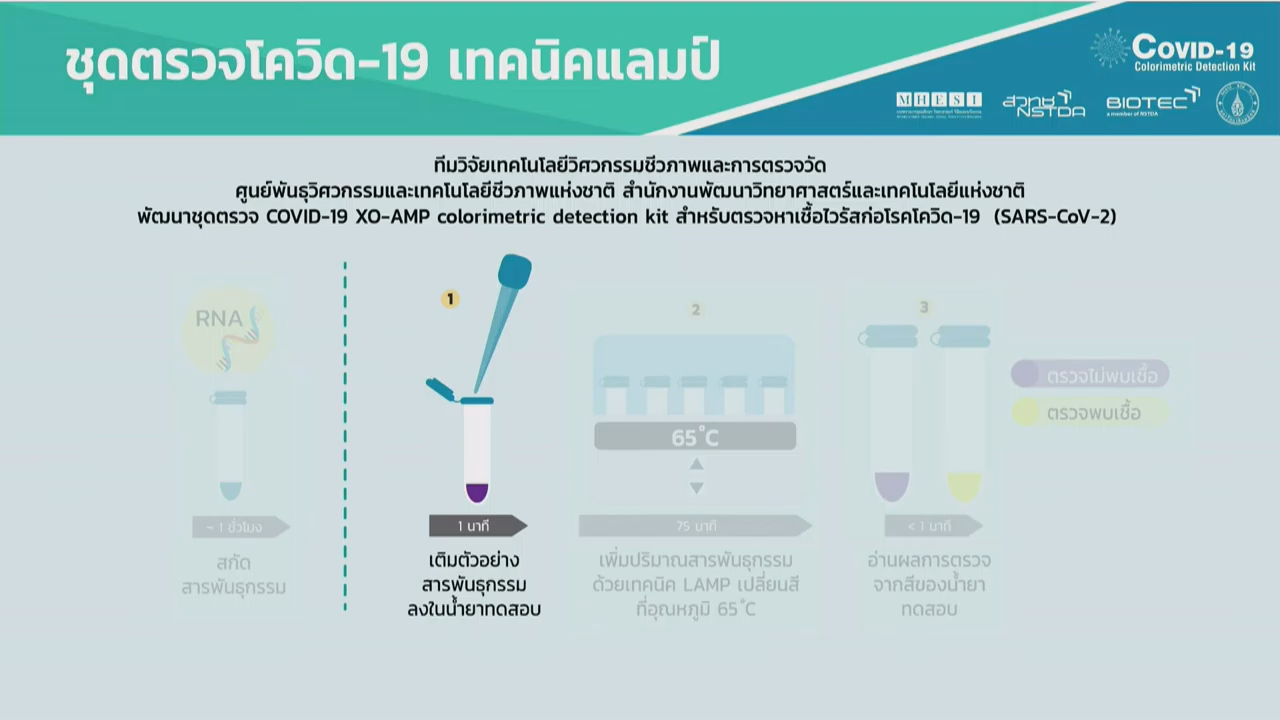 ชุดตรวจโควิด-19 เทคนิคแลมป์
COVID-19
Colorimetric Detection Kit
MHESI
สวทช
NSTDA
BIOTEC
a member of NSTDA
ทีมวิจัยเทคโนโลยีวิศวกรรมชีวภาพและการตรวจวัด
ศูนย์พันธุวิศวกรรมและเทคโนโลยีชีวภาพแห่งชาติ สำนักงานพัฒนาวิทยาศาสตร์และเทคโนโลยีแห่งชาติ
พัฒนาชุดตรวจ COVID-19 XO-AMP colorimetric detection kit สำหรับตรวจหาเชื้อไวรัสก่อโรคโควิด-19 (SARS-CoV-2)
RNA
~ 1 ชั่วโมง
สกัด
สารพันธุกรรม
1
1 นาที
เติมตัวอย่าง
สารพันธุกรรม
ลงในน้ำยาทดสอบ
2
65°C
75 นาที
เพิ่มปริมาณสารพันธุกรรม
ด้วยเทคนิค LAMP เปลี่ยนสี
ที่อุณหภูมิ 65°C
3
< 1 นาที
อ่านผลการตรวจ
จากสีของน้ำยา
ทดสอบ
ตรวจไม่พบเชื้อ
ตรวจพบเชื้อ